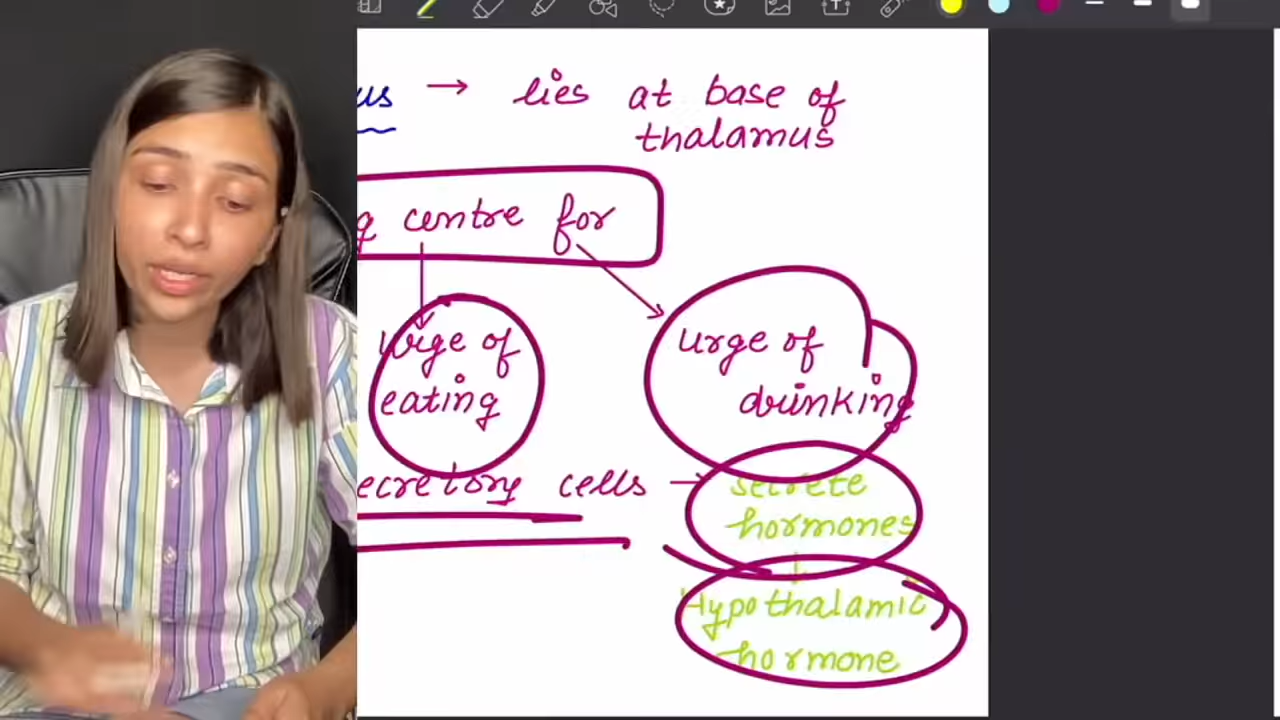 us → lies at base of
thalamus
g centre for
urge of
eating
urge of
drinking
ecretory cells →
secrete
hormones
↓
Hypothalamic
hormone